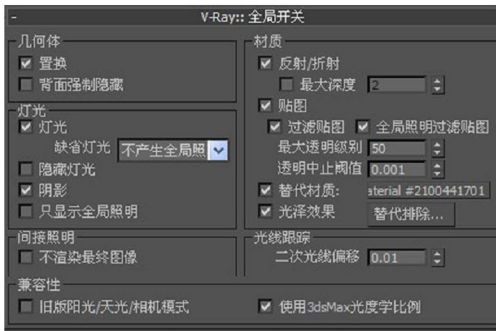 V-Ray:: 全局开关
几何体
置换
背面强制隐藏
灯光
灯光
缺省灯光 不产生全局照
隐藏灯光
阴影
只显示全局照明
间接照明
不渲染最终图像
材质
反射/折射
最大深度 2
贴图
过滤贴图 全局照明过滤贴图
最大透明级别 50
透明中止阈值 0.001
替代材质: aterial #2100441701
光泽效果 替代排除...
光线跟踪
二次光线偏移 0.01
兼容性
旧版阳光/天光/相机模式 使用3dsMax光度学比例